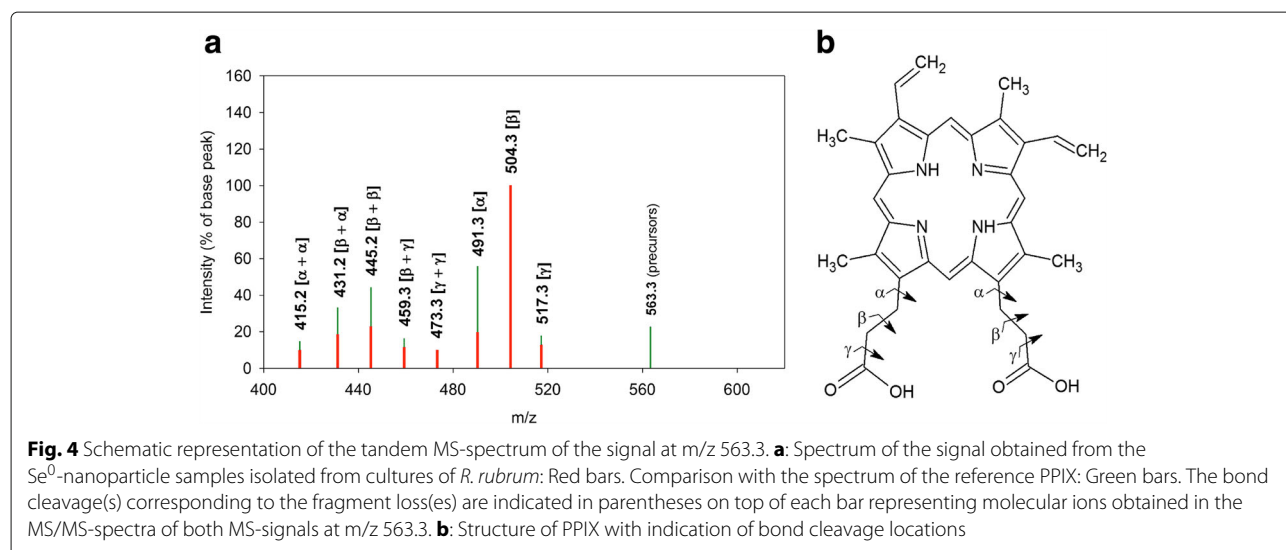 a
b
160
140
120
100
80
60
40
20
0
400
440
480
520
560
600
Intensity (% of base peak)
m/z
415.2 [α + α]
431.2 [β + α]
445.2 [β + β]
459.3 [β + γ]
473.3 [γ + γ]
491.3 [α]
504.3 [β]
517.3 [γ]
563.3 (precursors)
CH₂
CH₃
H₃C
CH₂
NH
N
N
NH
H₃C
CH₃
α
α
β
β
γ
γ
O
OH
O
OH
Fig. 4 Schematic representation of the tandem MS-spectrum of the signal at m/z 563.3. a: Spectrum of the signal obtained from the
Se⁰-nanoparticle samples isolated from cultures of R. rubrum: Red bars. Comparison with the spectrum of the reference PPIX: Green bars. The bond
cleavage(s) corresponding to the fragment loss(es) are indicated in parentheses on top of each bar representing molecular ions obtained in the
MS/MS-spectra of both MS-signals at m/z 563.3. b: Structure of PPIX with indication of bond cleavage locations